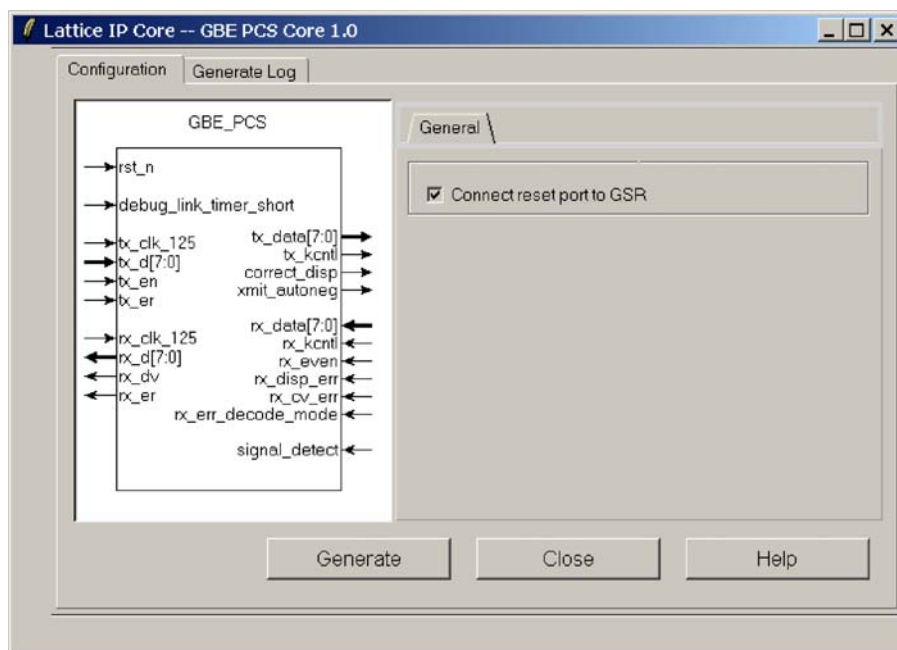 Lattice IP Core -- GBE PCS Core 1.0
Configuration
Generate Log
GBE_PCS
rst_n
debug_link_timer_short
tx_clk_125
tx_d[7:0]
tx_en
tx_er
tx_data[7:0]
tx_kcntl
correct_disp
xmit_autoneg
rx_clk_125
rx_d[7:0]
rx_dv
rx_er
rx_data[7:0]
rx_kcntl
rx_even
rx_disp_err
rx_cv_err
rx_err_decode_mode
signal_detect
General
Connect reset port to GSR
Generate
Close
Help